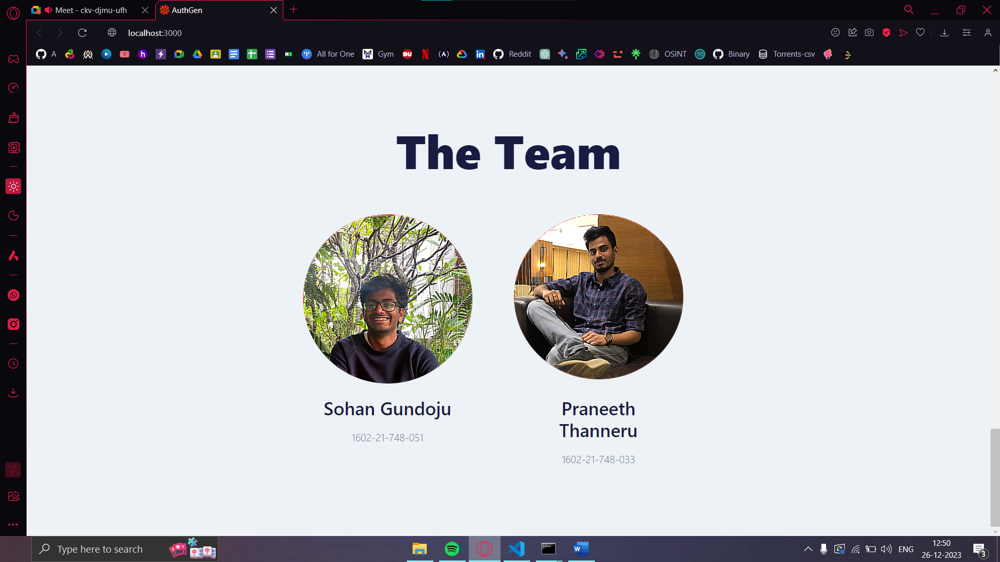 Meet - ckv-djmu-ufh
AuthGen
localhost:3000
A
All for One
Gym
Reddit
OSINT
Binary
Torrents-csv
The Team
Sohan Gundoju
1602-21-748-051
Praneeth
Thanneru
1602-21-748-033
Type here to search
ENG
12:50
26-12-2023
3